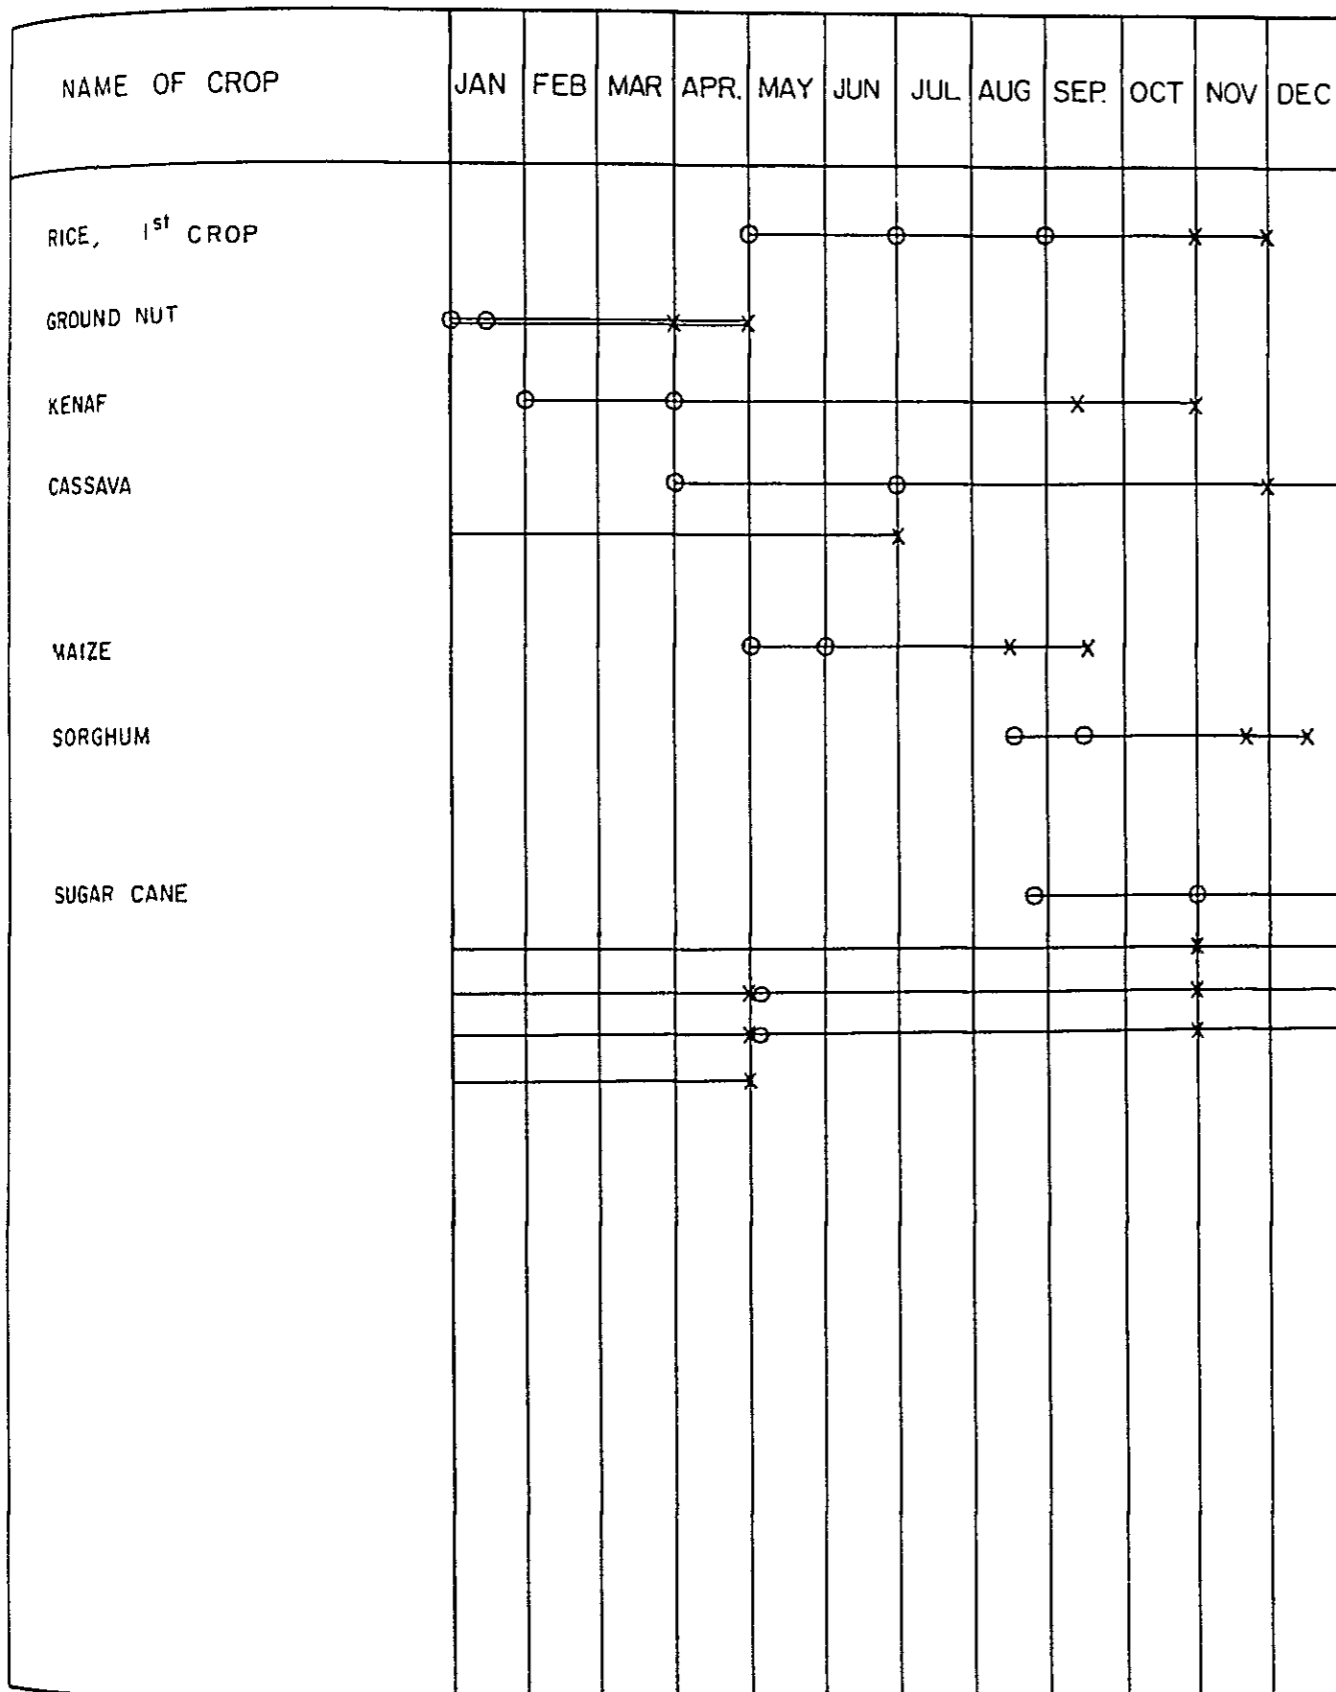 NAME OF CROP JAN FEB MAR APR. MAY JUN JUL AUG SEP. OCT NOV DEC
RICE, 1st CROP
GROUND NUT
KENAF
CASSAVA
MAIZE
SORGHUM
SUGAR CANE